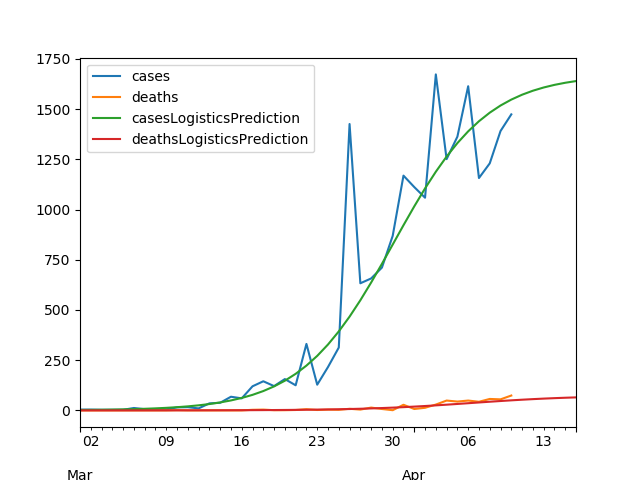 1750
1500
1250
1000
750
500
250
0
cases
deaths
casesLogisticsPrediction
deathsLogisticsPrediction
02 09 16 23 30 06 13
Mar Apr